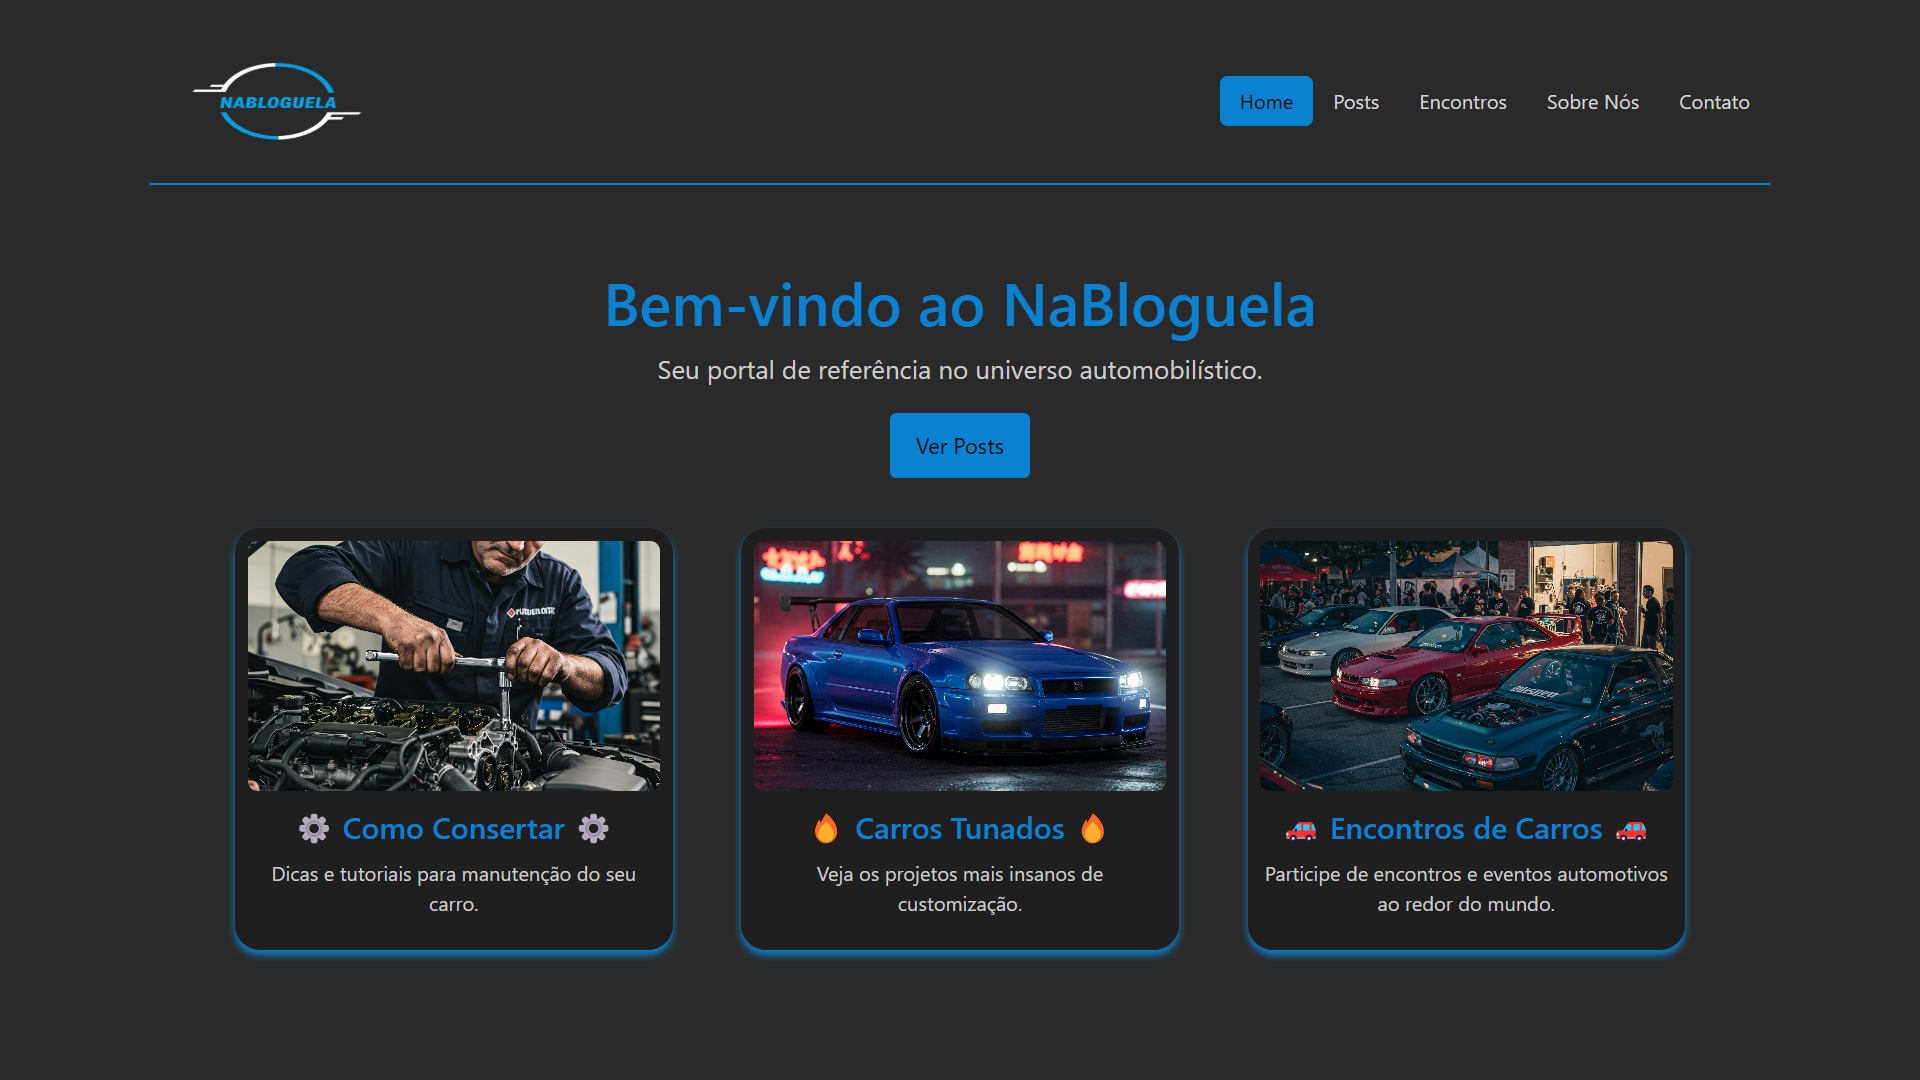 NABLOGUELA
Home
Posts
Encontros
Sobre Nós
Contato
Bem-vindo ao NaBloguela
Seu portal de referência no universo automobilístico.
Ver Posts
Como Consertar
Dicas e tutoriais para manutenção do seu
carro.
Carros Tunados
Veja os projetos mais insanos de
customização.
Encontros de Carros
Participe de encontros e eventos automotivos
ao redor do mundo.